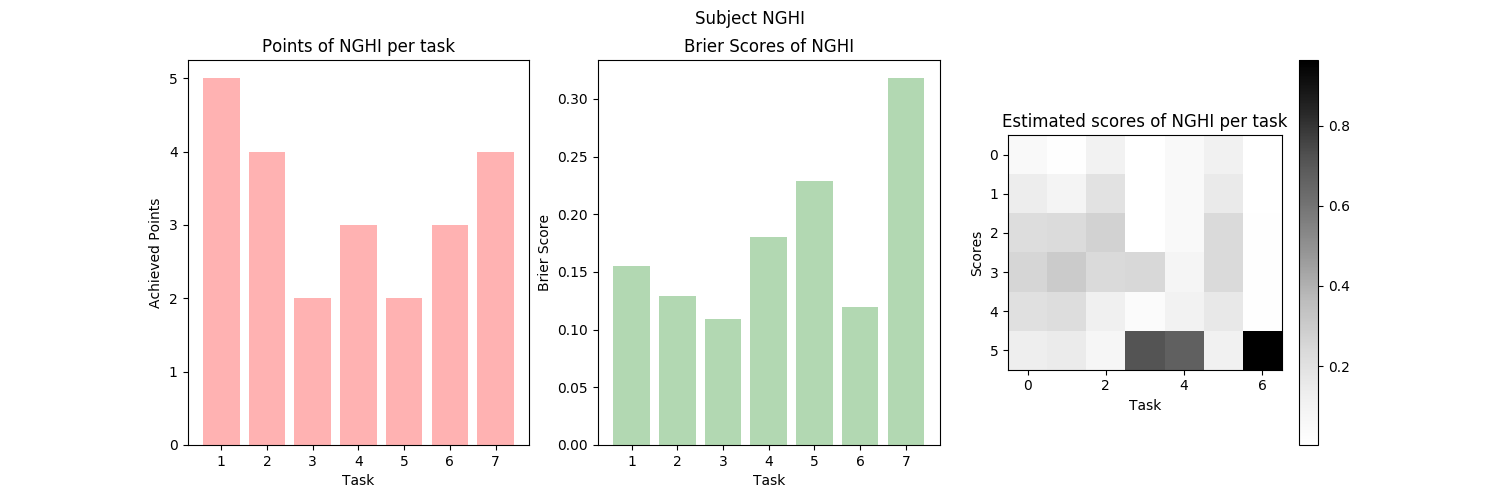 Subject NGHI
Points of NGHI per task
5
4
3
2
1
0
Achieved Points
1 2 3 4 5 6 7
Task
Brier Scores of NGHI
0.30
0.25
0.20
0.15
0.10
0.05
0.00
Brier Score
1 2 3 4 5 6 7
Task
Estimated scores of NGHI per task
0
1
2
3
4
5
Scores
0 2 4 6
Task
0.8
0.6
0.4
0.2